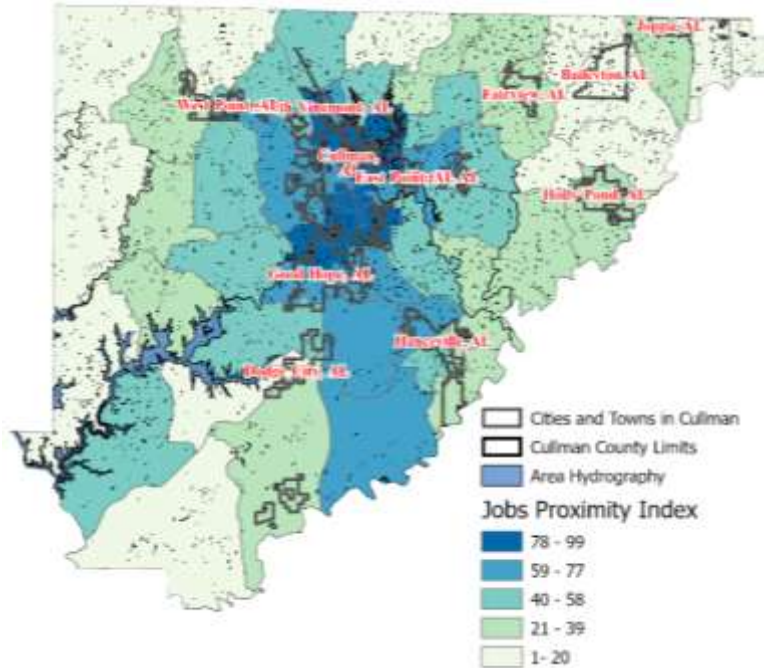 Joppa, AL
Baileyton, AL
Fairview, AL
West Point, AL
Vinemont, AL
Cullman,
East Point, AL
Holly Pond, AL
Good Hope, AL
Hanceville, AL
Dodge City, AL
Cities and Towns in Cullman
Cullman County Limits
Area Hydrography
Jobs Proximity Index
78 - 99
59 - 77
40 - 58
21 - 39
1- 20